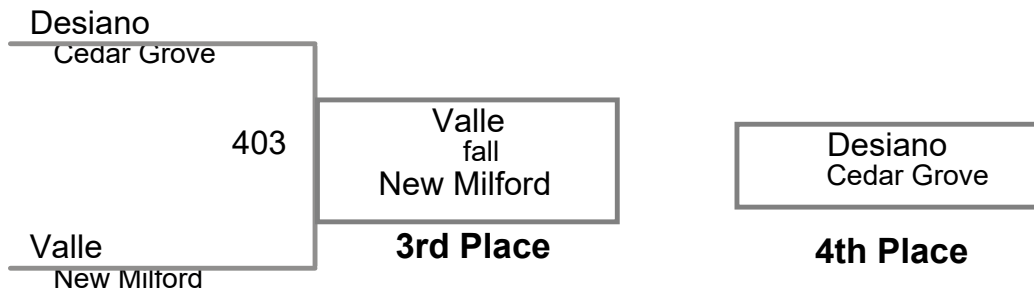 Desiano
Cedar Grove
403
Valle
fall
New Milford
3rd Place
Desiano
Cedar Grove
4th Place
Valle
New Milford